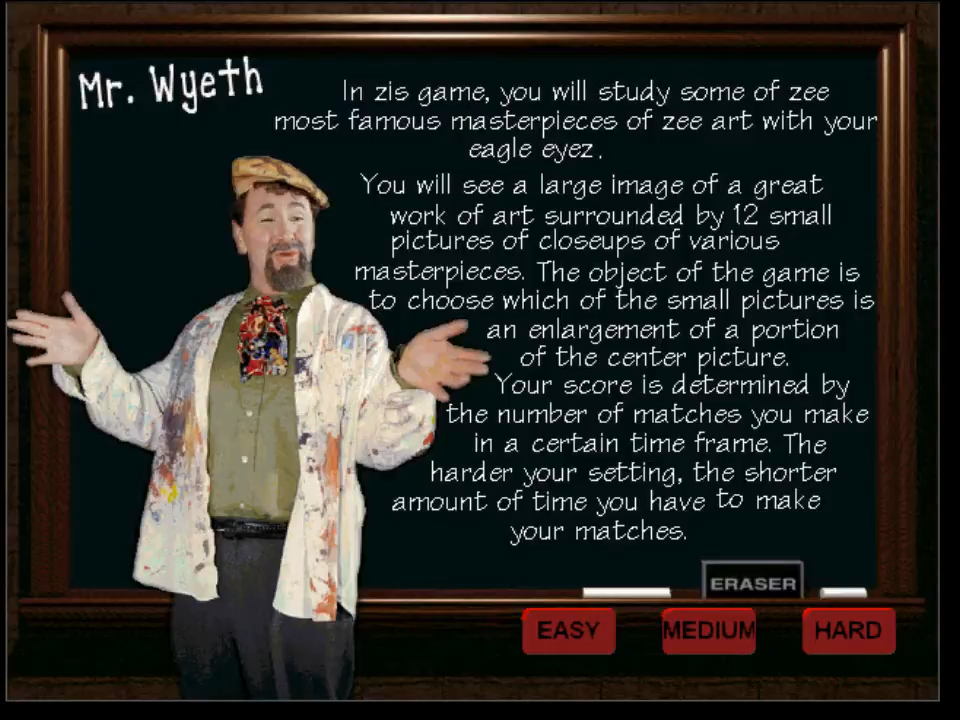 Mr. Wyeth
In zis game, you will study some of zee
most famous masterpieces of zee art with your
eagle eyez.
You will see a large image of a great
work of art surrounded by 12 small
pictures of closeups of various
masterpieces. The object of the game is
to choose which of the small pictures is
an enlargement of a portion
of the center picture.
Your score is determined by
the number of matches you make
in a certain time frame. The
harder your setting, the shorter
amount of time you have to make
your matches.
ERASER
EASY MEDIUM HARD